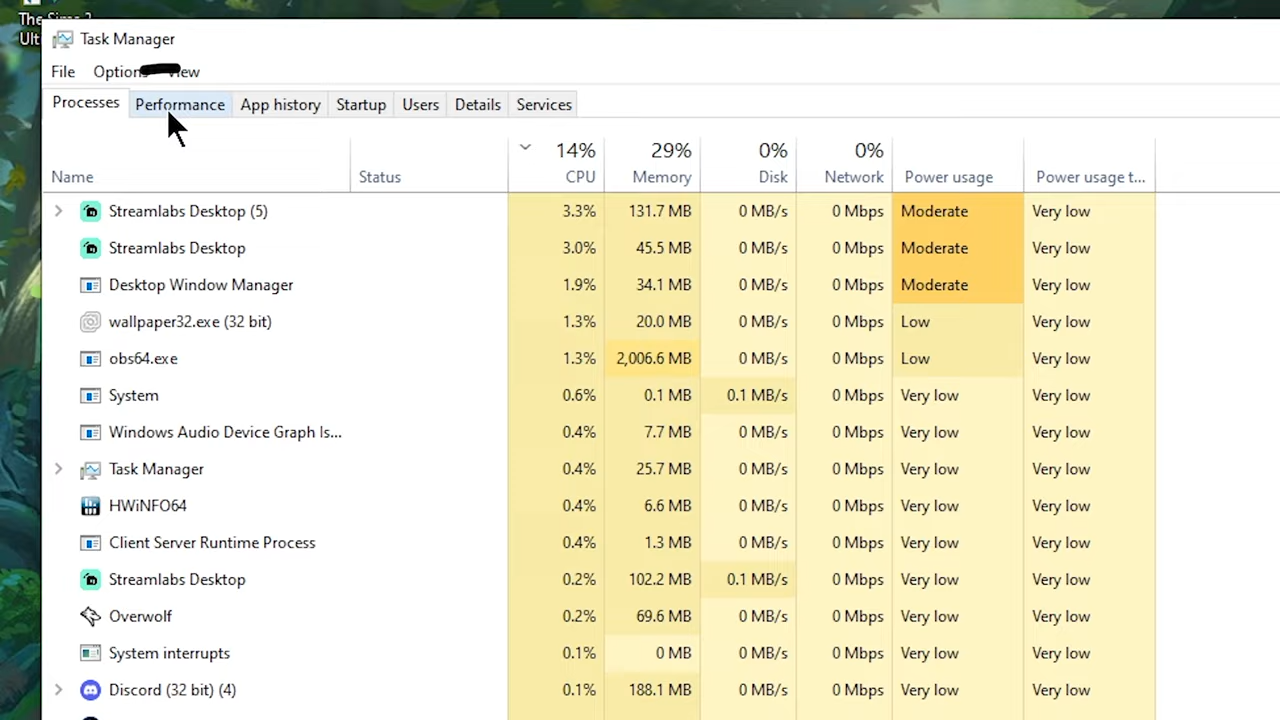 The Sims
Ult
Task Manager
File Options
Processes Performance App history Startup Users Details Services
14% 29% 0% 0%
Name Status CPU Memory Disk Network Power usage Power usage t...
Streamlabs Desktop (5) 3.3% 131.7 MB 0 MB/s 0 Mbps Moderate Very low
Streamlabs Desktop 3.0% 45.5 MB 0 MB/s 0 Mbps Moderate Very low
Desktop Window Manager 1.9% 34.1 MB 0 MB/s 0 Mbps Moderate Very low
wallpaper32.exe (32 bit) 1.3% 20.0 MB 0 MB/s 0 Mbps Low Very low
obs64.exe 1.3% 2,006.6 MB 0 MB/s 0 Mbps Low Very low
System 0.6% 0.1 MB 0.1 MB/s 0 Mbps Very low Very low
Windows Audio Device Graph Is... 0.4% 7.7 MB 0 MB/s 0 Mbps Very low Very low
Task Manager 0.4% 25.7 MB 0 MB/s 0 Mbps Very low Very low
HWiNFO64 0.4% 6.6 MB 0 MB/s 0 Mbps Very low Very low
Client Server Runtime Process 0.4% 1.3 MB 0 MB/s 0 Mbps Very low Very low
Streamlabs Desktop 0.2% 102.2 MB 0.1 MB/s 0 Mbps Very low Very low
Overwolf 0.2% 69.6 MB 0 MB/s 0 Mbps Very low Very low
System interrupts 0.1% 0 MB 0 MB/s 0 Mbps Very low Very low
Discord (32 bit) (4) 0.1% 188.1 MB 0 MB/s 0 Mbps Very low Very low